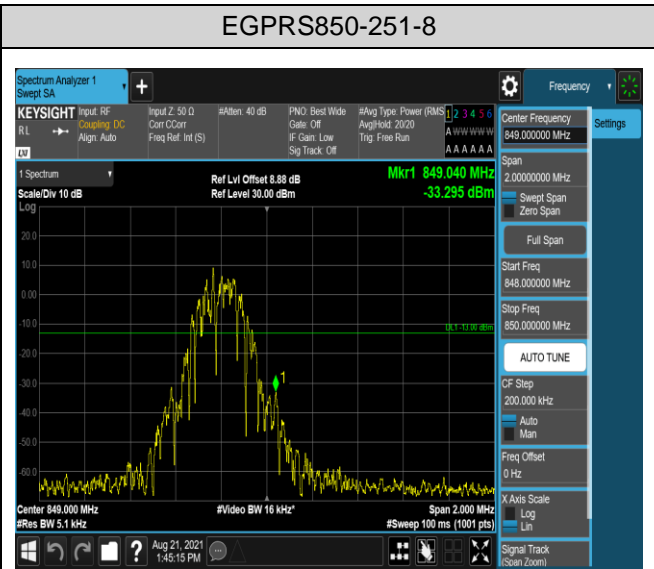 EGPRS850-251-8
Spectrum Analyzer 1
Swept SA
+
Frequency
KEYSIGHT
RL
LXI
Input: RF
Coupling: DC
Align: Auto
Input Z: 50 Ω
Corr CCorr
Freq Ref: Int (S)
#Atten: 40 dB
PNO: Best Wide
Gate: Off
IF Gain: Low
Sig Track: Off
#Avg Type: Power (RMS
Avg|Hold: 20/20
Trig: Free Run
1 2 3 4 5 6
A W W W W W
A A A A A A
Center Frequency
849.000000 MHz
Settings
Span
2.00000000 MHz
Swept Span
Zero Span
Full Span
Start Freq
848.000000 MHz
Stop Freq
850.000000 MHz
AUTO TUNE
CF Step
200.000 kHz
Auto
Man
Freq Offset
0 Hz
X Axis Scale
Log
Lin
Signal Track
(Span Zoom)
1 Spectrum
Scale/Div 10 dB
Ref Lvl Offset 8.88 dB
Ref Level 30.00 dBm
Mkr1 849.040 MHz
-33.295 dBm
Log
20.0
10.0
0.00
-10.0
DL1 -13.00 dBm
-20.0
-30.0
1
-40.0
-50.0
-60.0
Center 849.000 MHz
#Video BW 16 kHz*
Span 2.000 MHz
#Res BW 5.1 kHz
#Sweep 100 ms (1001 pts)
?
Aug 21, 2021
1:45:15 PM